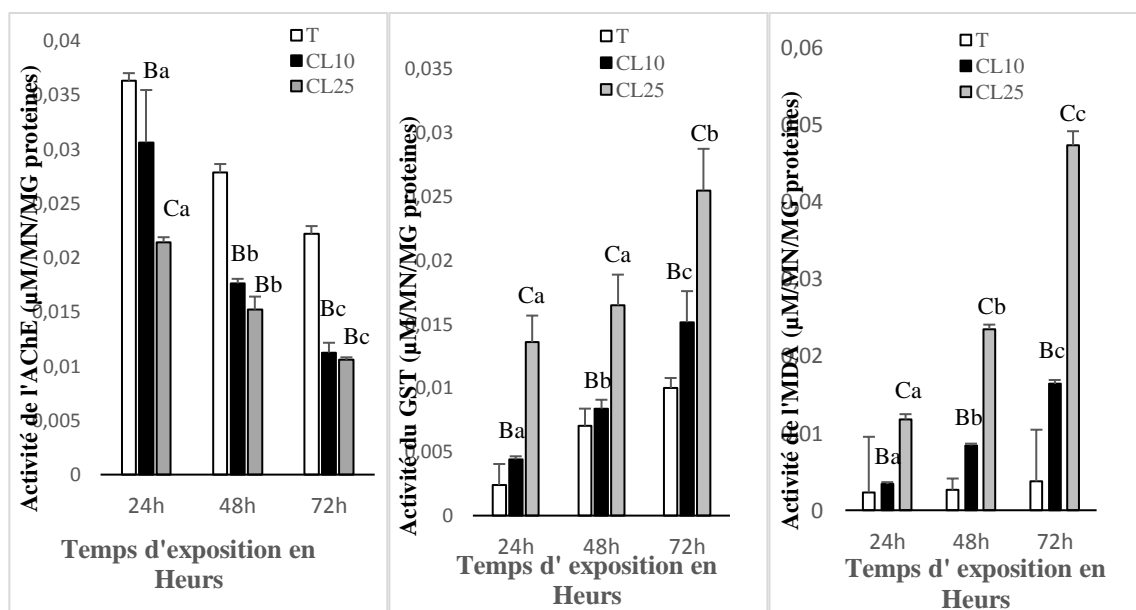 Activité de l'AChE (µM/MN/MG proteines)
0,04
0,035
0,03
0,025
0,02
0,015
0,01
0,005
0
T
CL10
CL25
Ba
Ca
Bb
Bb
Bc
Bc
24h 48h 72h
Temps d'exposition en
Heurs
Activité du GST (µM/MN/MG proteines)
0,035
0,03
0,025
0,02
0,015
0,01
0,005
0
T
CL10
CL25
Ba
Ca
Bb
Ca
Bc
Cb
24h 48h 72h
Temps d' exposition en
Heurs
Activité de l'MDA (µM/MN/MG proteines)
0,06
0,05
0,04
0,03
0,02
0,01
0
T
CL10
CL25
Ba
Ca
Bb
Cb
Bc
Cc
24h 48h 72h
Temps d'exposition en
Heurs